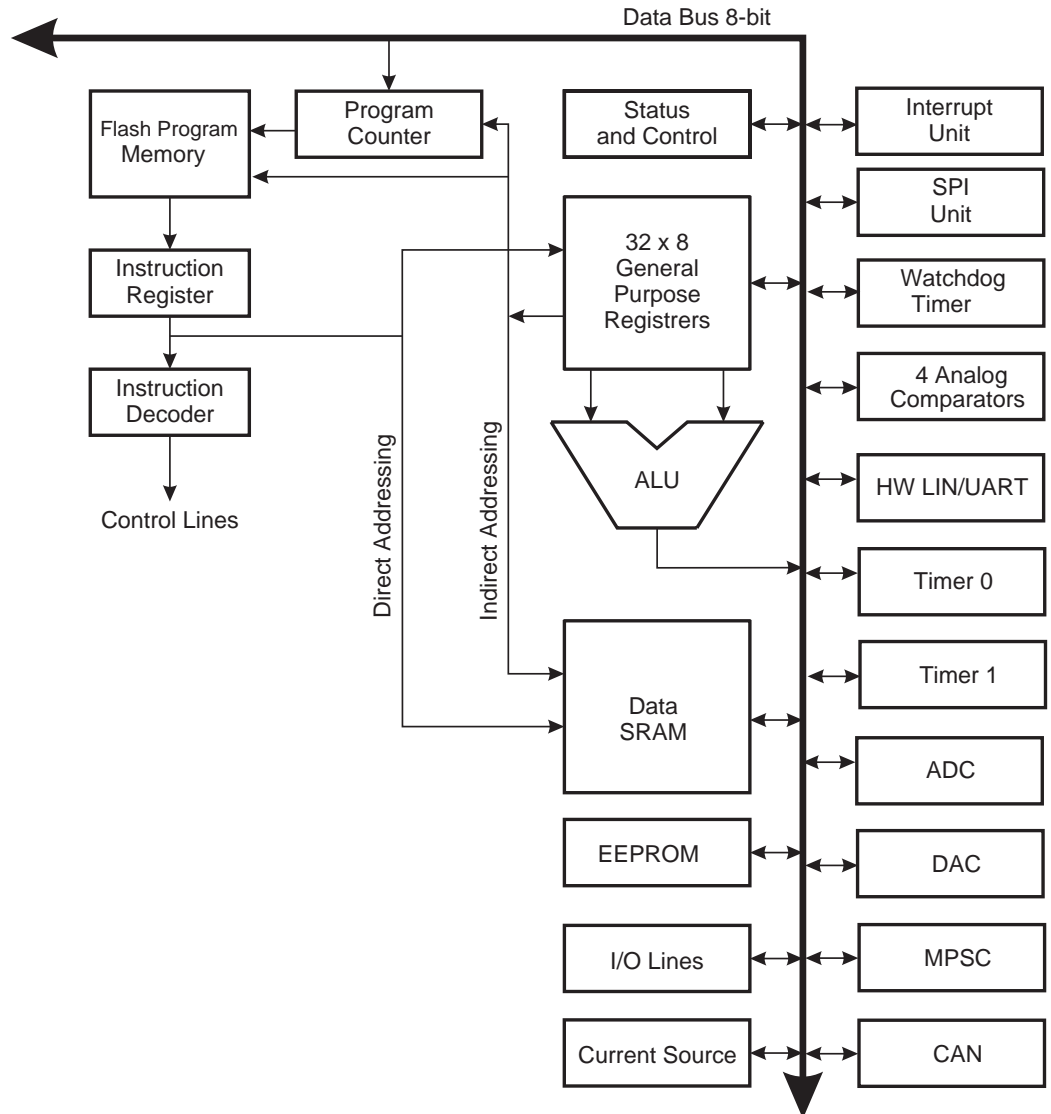 Data Bus 8-bit
Flash Program
Memory
Program
Counter
Status
and Control
Interrupt
Unit
SPI
Unit
Instruction
Register
32 x 8
General
Purpose
Registrers
Watchdog
Timer
Instruction
Decoder
4 Analog
Comparators
Control Lines
Direct Addressing
Indirect Addressing
ALU
HW LIN/UART
Timer 0
Timer 1
Data
SRAM
ADC
EEPROM
DAC
I/O Lines
MPSC
Current Source
CAN